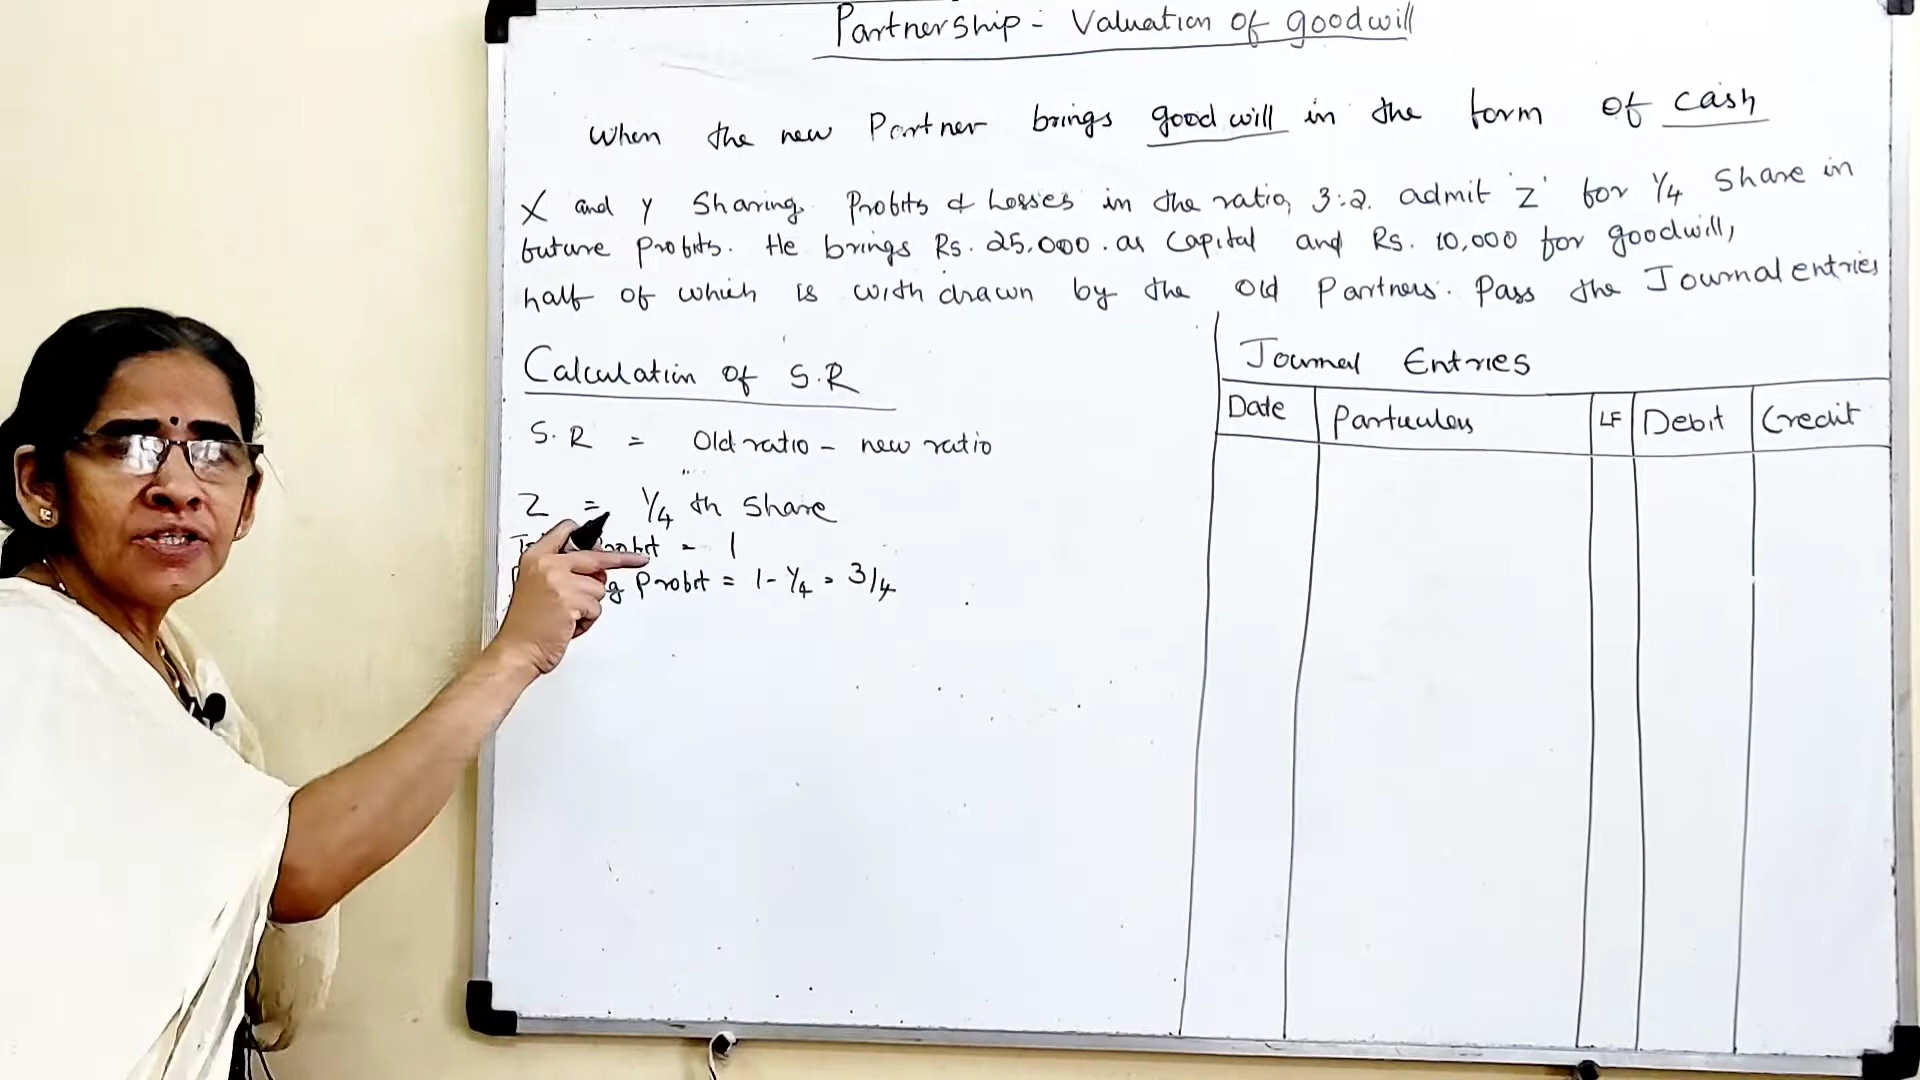 Partnership - Valuation of goodwill
When the new Partner brings goodwill in the form of cash
X and Y Sharing Profits & Losses in the ratio 3:2. admit 'Z' for 1/4 Share in
future profits. He brings Rs. 25,000. as Capital and Rs. 10,000 for goodwill,
half of which is withdrawn by the Old Partners. Pass the Journal entries
Calculation of S.R
S.R = Old ratio - new ratio
Z = 1/4 th Share
= 1
Profit = 1 - 1/4 = 3/4
Journal Entries
Date Particulars LF Debit Credit